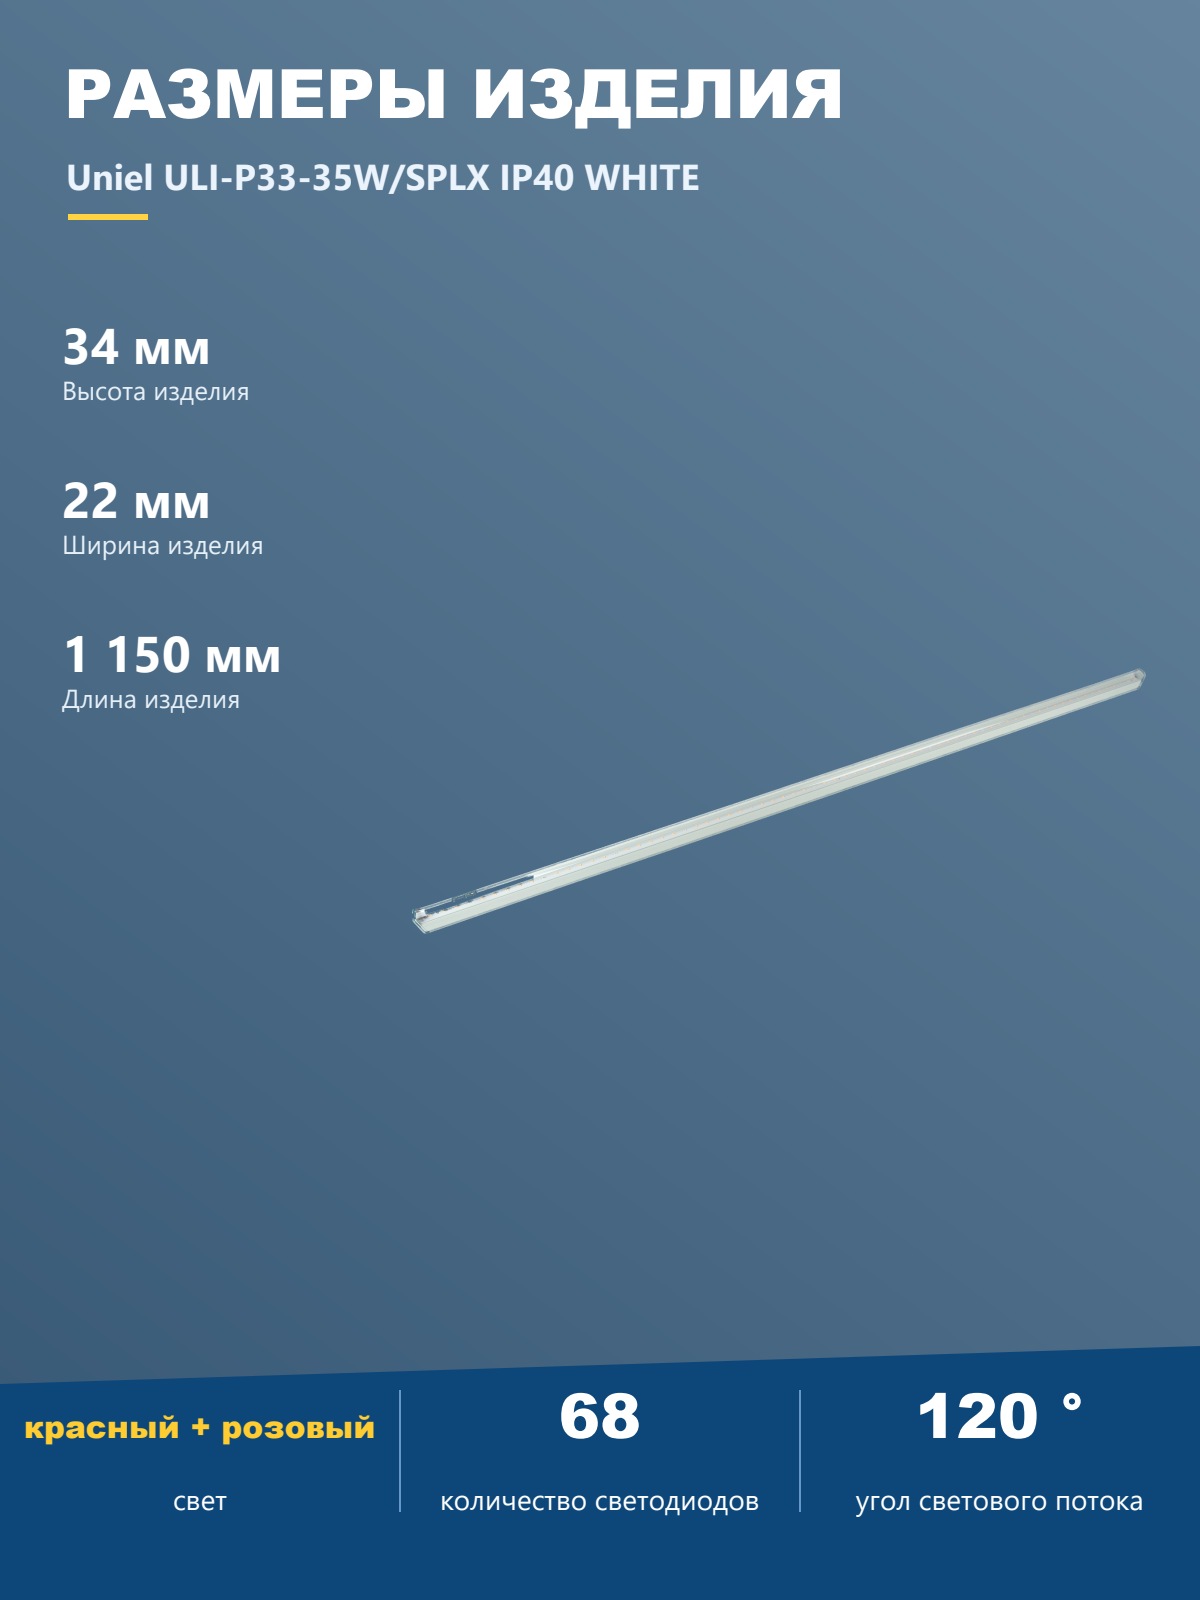 РАЗМЕРЫ ИЗДЕЛИЯ
Uniel ULI-P33-35W/SPLX IP40 WHITE
34 мм
Высота изделия
22 мм
Ширина изделия
1 150 мм
Длина изделия
красный + розовый
свет
68
количество светодиодов
120 °
угол светового потока